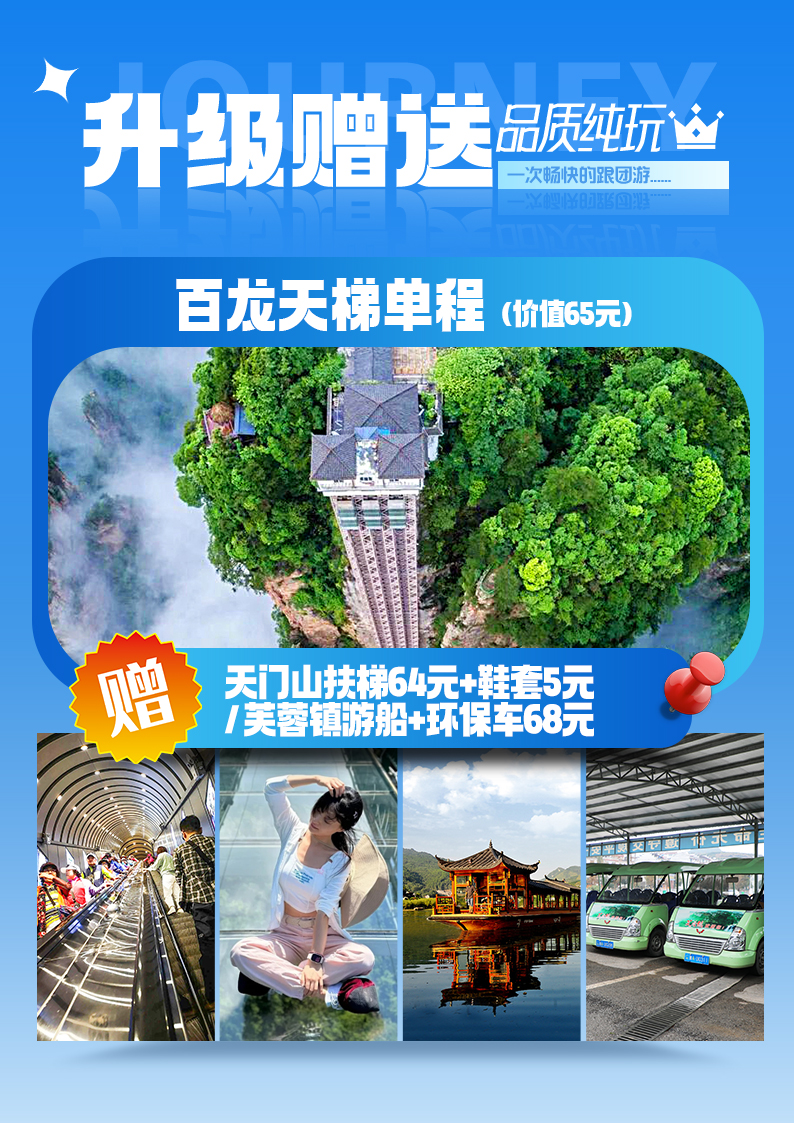 JOURNEY
升级赠送
品质纯玩
一次畅快的跟团游......
百龙天梯单程（价值65元）
赠
天门山扶梯64元+鞋套5元
/芙蓉镇游船+环保车68元